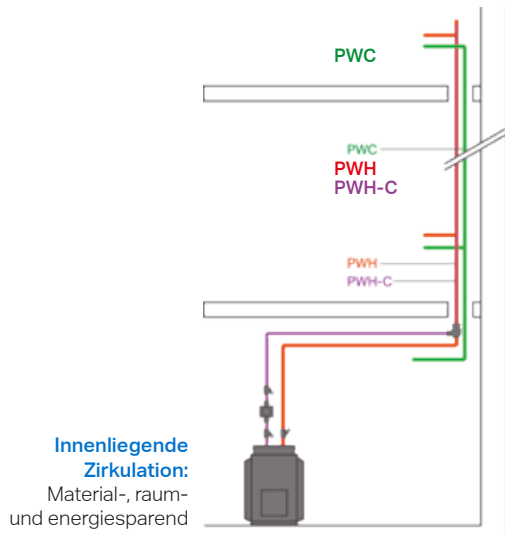 PWC
PWC
PWH
PWH-C
PWH
PWH-C
Innenliegende
Zirkulation:
Material-, raum-
und energiesparend